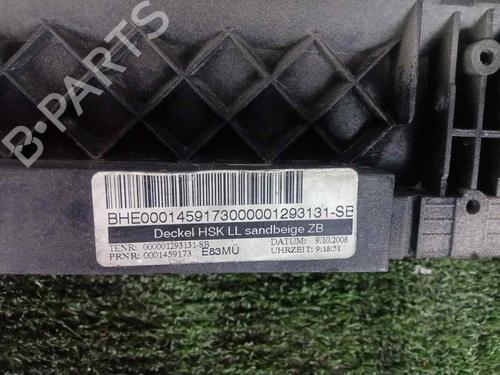 B-PARTS
BHE0001459173000001293131-SB
Deckel HSK LL sandbeige ZB
TENR: 000001293131-SB DATUM: 9.10.2006
PRNR: 0001459173 E83MÜ UHRZEIT: 9:18:51